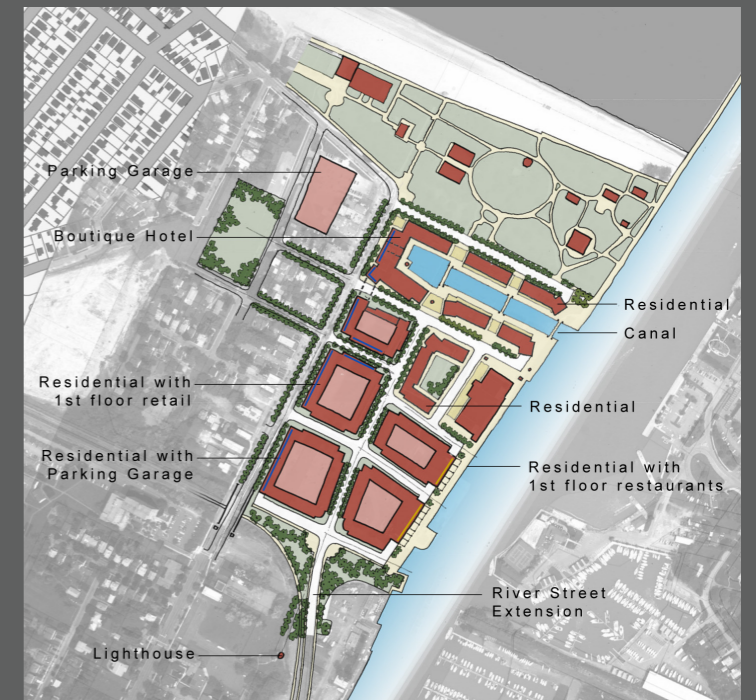 Parking Garage
Boutique Hotel
Residential
Canal
Residential with
1st floor retail
Residential
Residential with
Parking Garage
Residential with
1st floor restaurants
River Street
Extension
Lighthouse